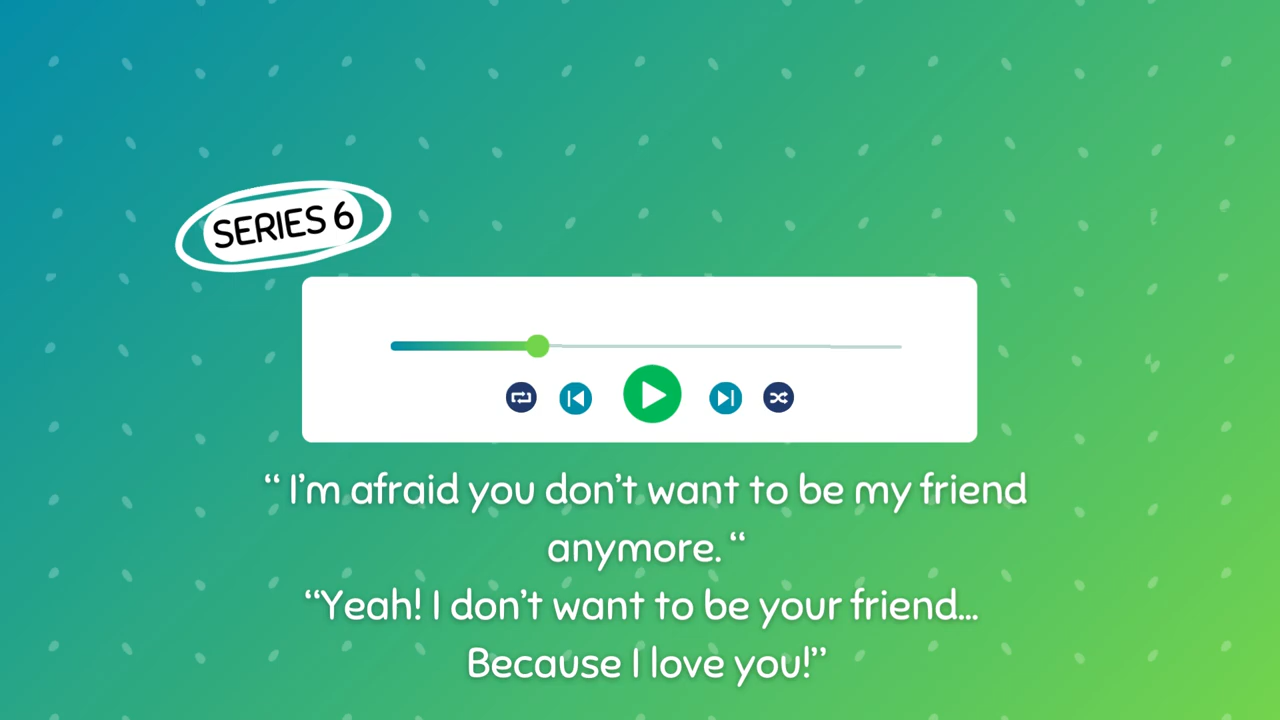 SERIES 6
“ I’m afraid you don’t want to be my friend
anymore. “
“Yeah! I don’t want to be your friend...
Because I love you!”